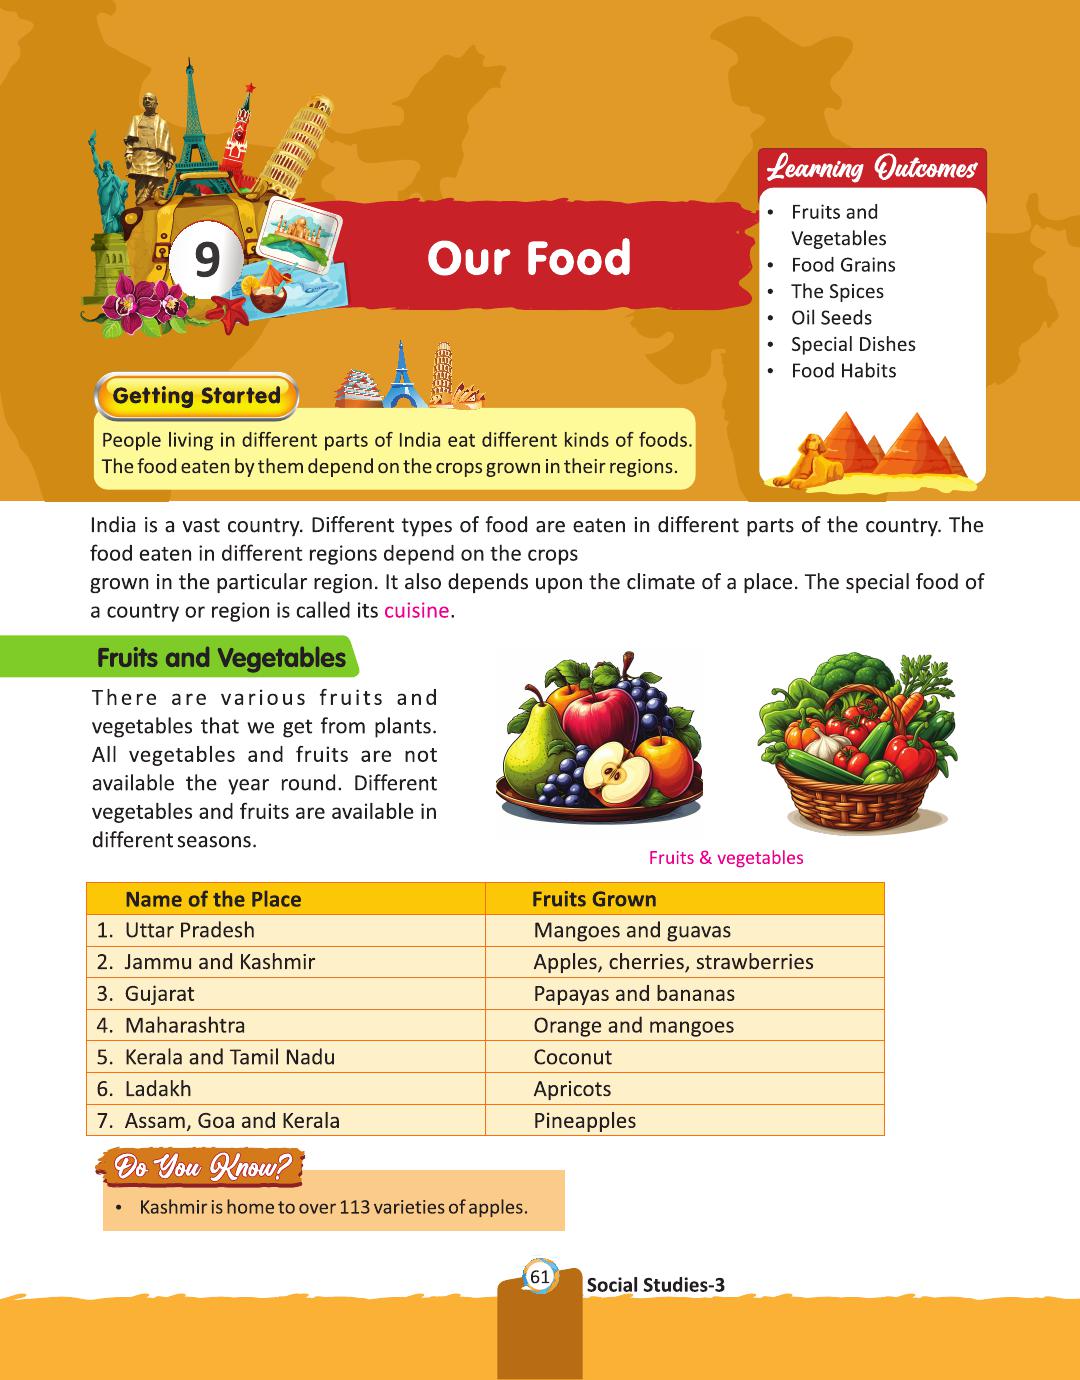 9
Our Food
Learning Outcomes
• Fruits and
Vegetables
• Food Grains
• The Spices
• Oil Seeds
• Special Dishes
• Food Habits
Getting Started
People living in different parts of India eat different kinds of foods.
The food eaten by them depend on the crops grown in their regions.
India is a vast country. Different types of food are eaten in different parts of the country. The
food eaten in different regions depend on the crops
grown in the particular region. It also depends upon the climate of a place. The special food of
a country or region is called its cuisine.
Fruits and Vegetables
There are various fruits and
vegetables that we get from plants.
All vegetables and fruits are not
available the year round. Different
vegetables and fruits are available in
different seasons.
Fruits & vegetables
Name of the Place Fruits Grown
1. Uttar Pradesh Mangoes and guavas
2. Jammu and Kashmir Apples, cherries, strawberries
3. Gujarat Papayas and bananas
4. Maharashtra Orange and mangoes
5. Kerala and Tamil Nadu Coconut
6. Ladakh Apricots
7. Assam, Goa and Kerala Pineapples
Do You Know?
• Kashmir is home to over 113 varieties of apples.
61
Social Studies-3